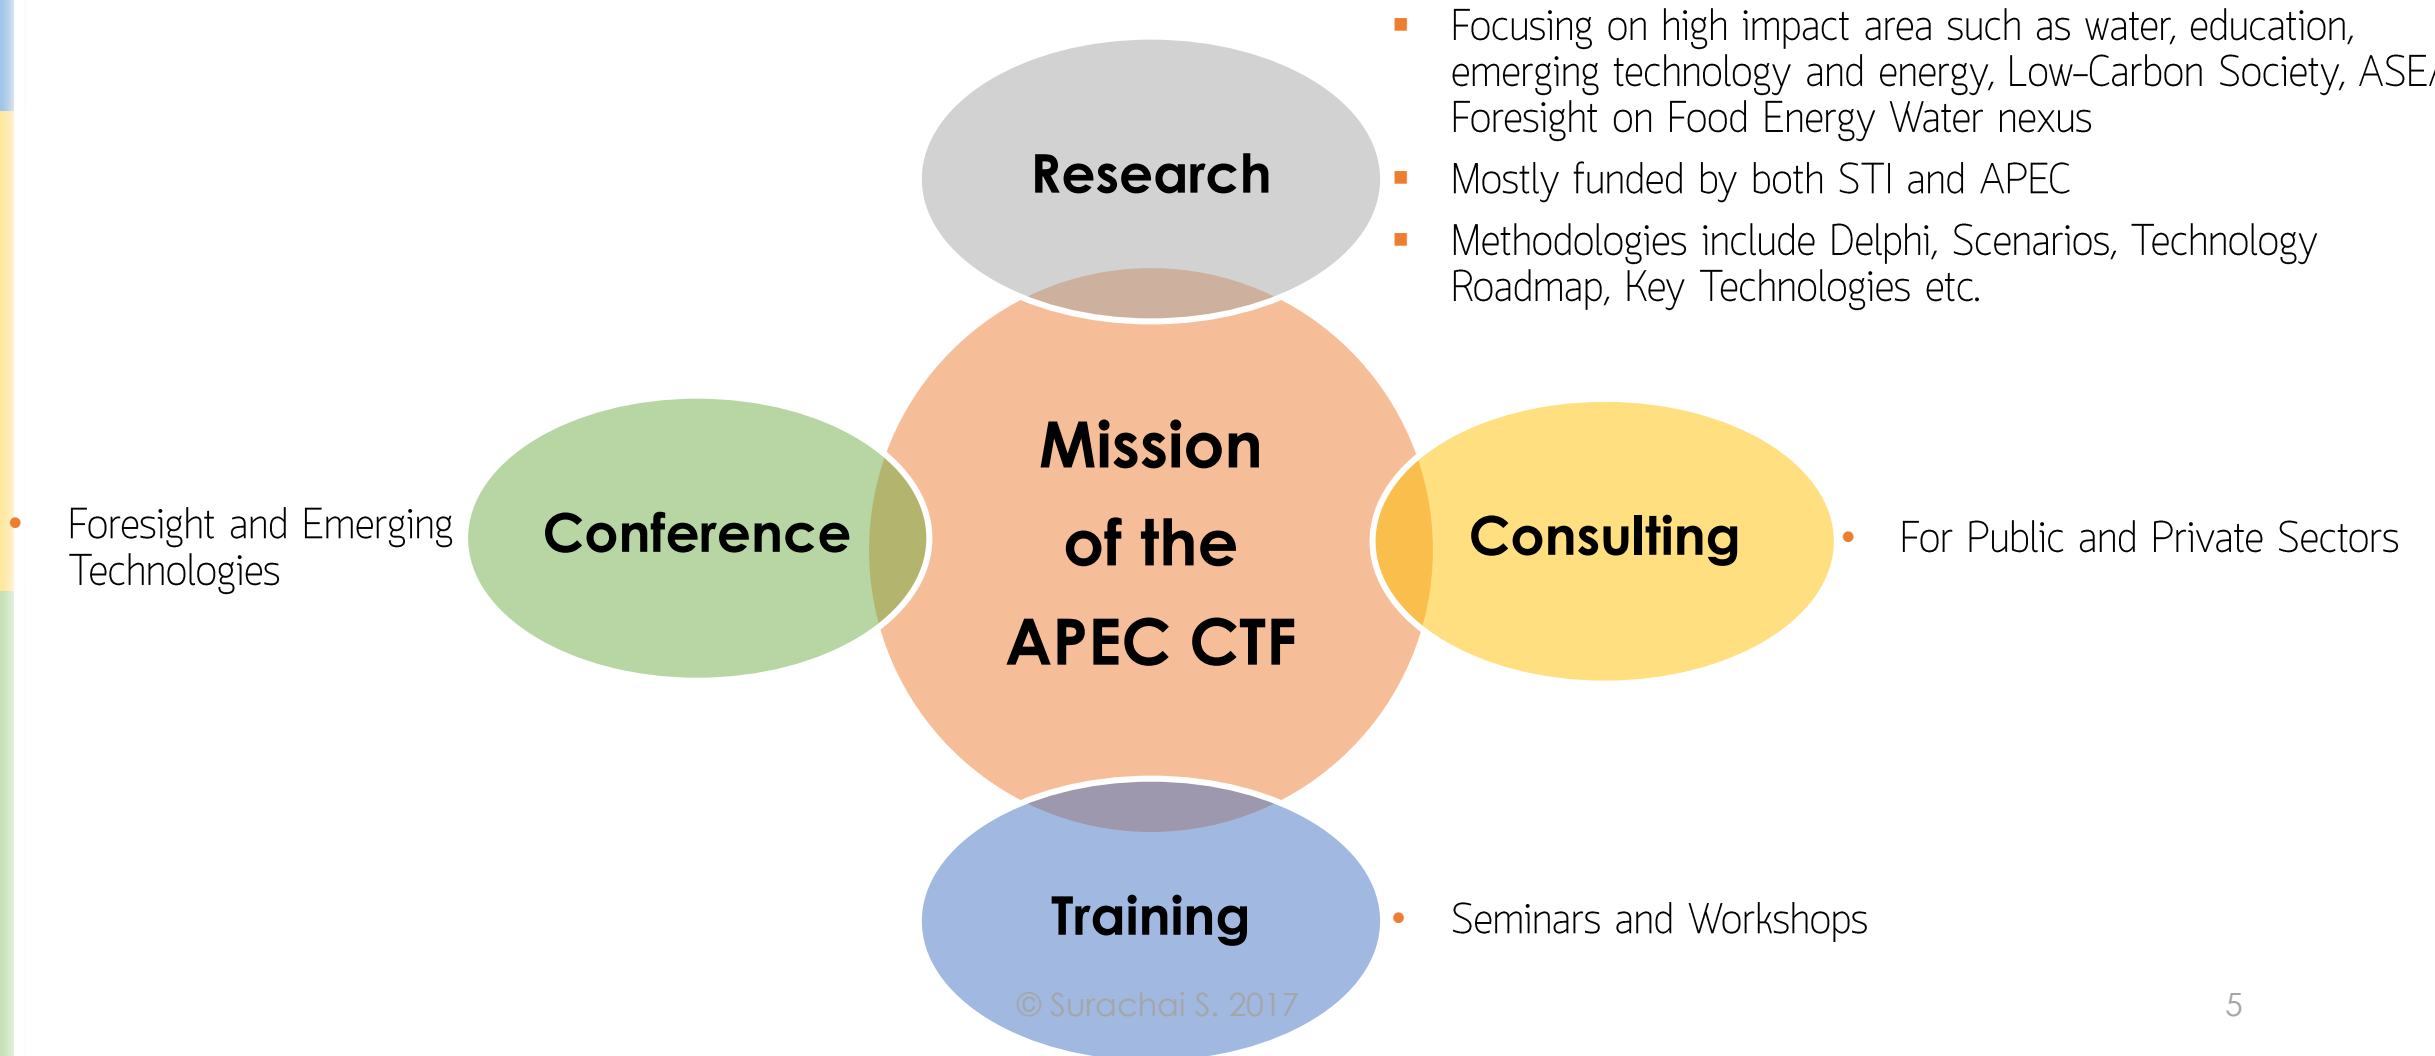 Focusing on high impact area such as water, education,
emerging technology and energy, Low-Carbon Society,
Foresight on Food Energy Water nexus
Mostly funded by both STI and APEC
Methodologies include Delphi, Scenarios, Technology
Roadmap, Key Technologies etc.
Research
Mission
of the
APEC CTF
Conference
Foresight and Emerging
Technologies
Consulting
For Public and Private Sectors
Training
Seminars and Workshops
© Surachai S. 2017
5